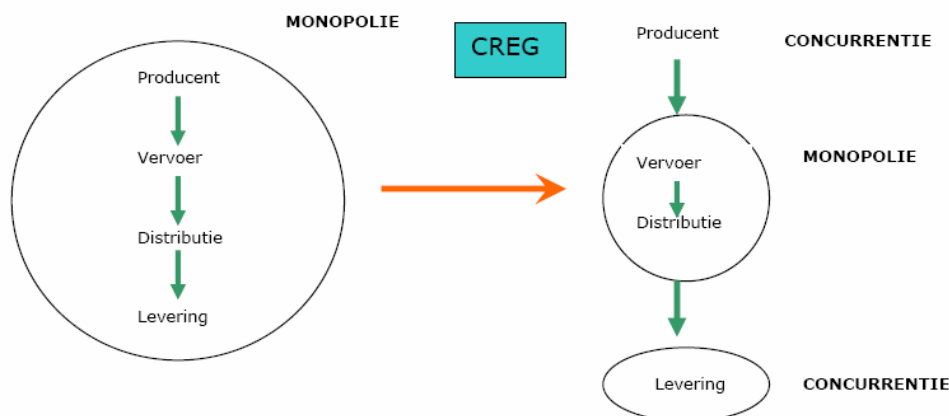 MONOPOLIE
Producent
Vervoer
Distributie
Levering
CREG
Producent
CONCURRENTIE
Vervoer
MONOPOLIE
Distributie
Levering
CONCURRENTIE